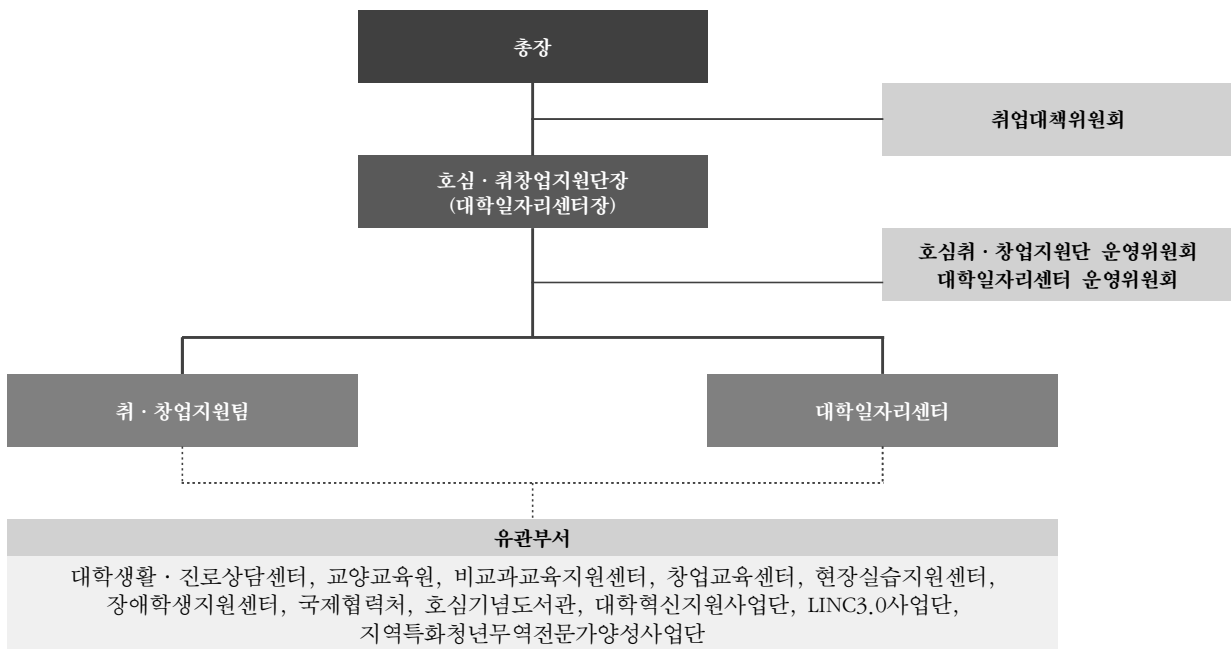 총장
취업대책위원회
호심 · 취창업지원단장
(대학일자리센터장)
호심취 · 창업지원단 운영위원회
대학일자리센터 운영위원회
취 · 창업지원팀
대학일자리센터
유관부서
대학생활 · 진로상담센터, 교양교육원, 비교과교육지원센터, 창업교육센터, 현장실습지원센터,
장애학생지원센터, 국제협력처, 호심기념도서관, 대학혁신지원사업단, LINC3.0사업단,
지역특화청년무역전문가양성사업단